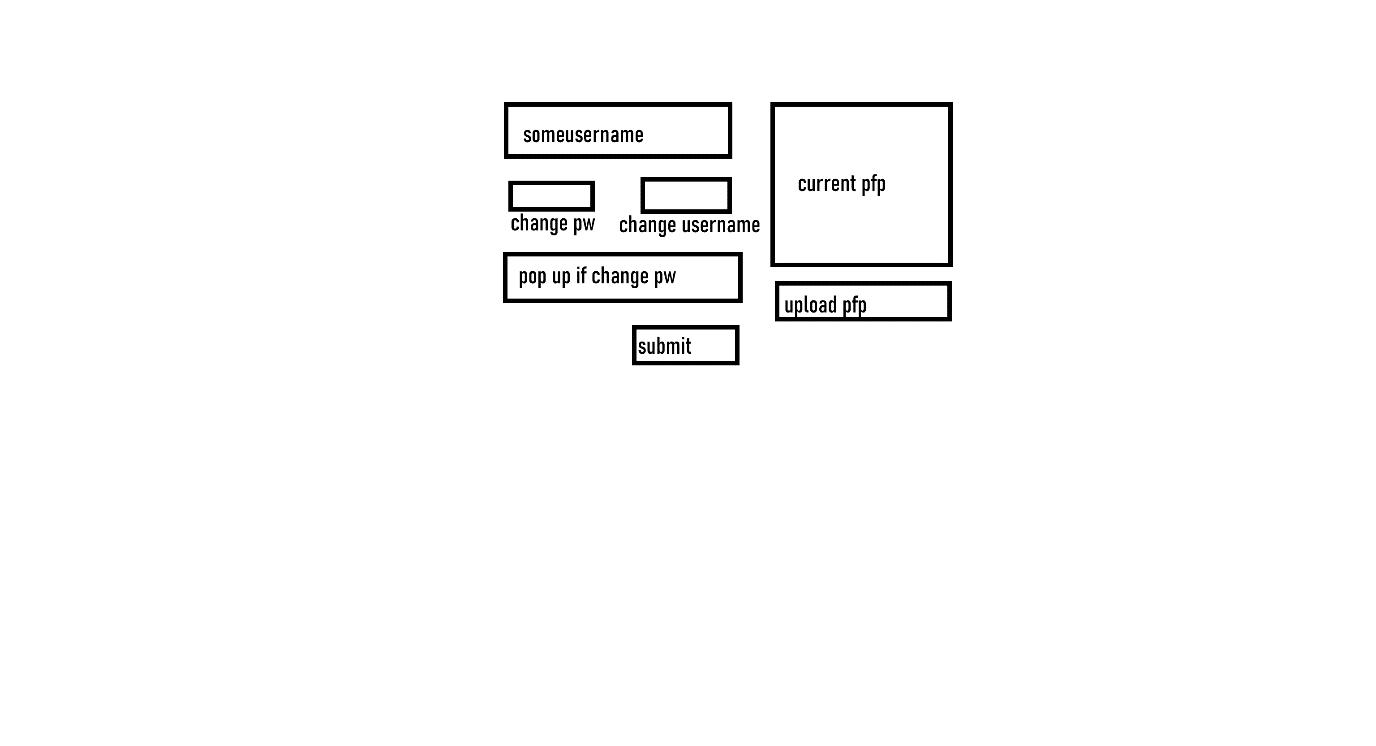 someusername
current pfp
change pw
change username
pop up if change pw
upload pfp
submit